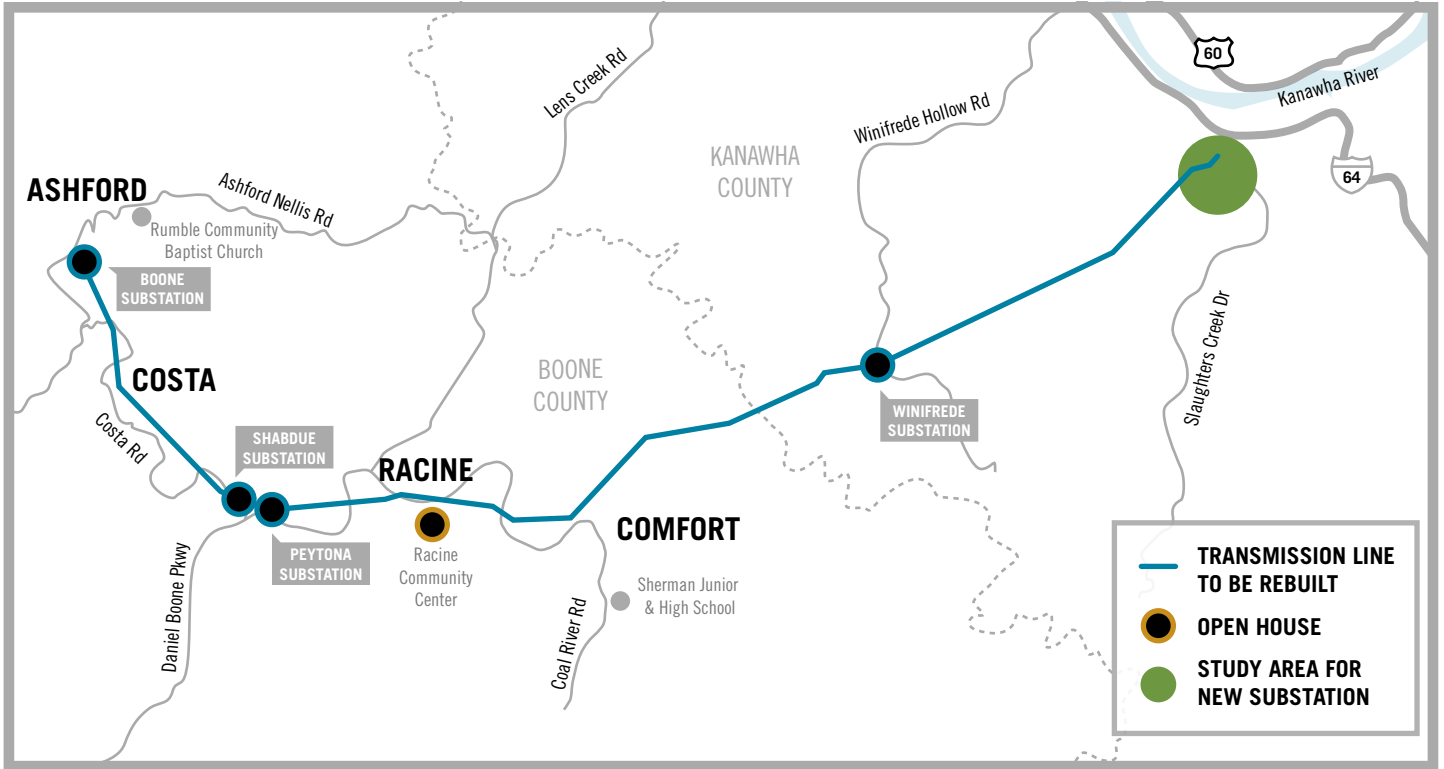 60
Kanawha River
64
Lens Creek Rd
Winifrede Hollow Rd
KANAWHA
COUNTY
ASHFORD
Ashford Nellis Rd
Rumble Community
Baptist Church
BOONE
SUBSTATION
COSTA
Costa Rd
BOONE
COUNTY
WINIFREDE
SUBSTATION
Slaughters Creek Dr
SHABDUE
SUBSTATION
RACINE
PEYTONA
SUBSTATION
Racine
Community
Center
COMFORT
Sherman Junior
& High School
Daniel Boone Pkwy
Coal River Rd
TRANSMISSION LINE
TO BE REBUILT
OPEN HOUSE
STUDY AREA FOR
NEW SUBSTATION